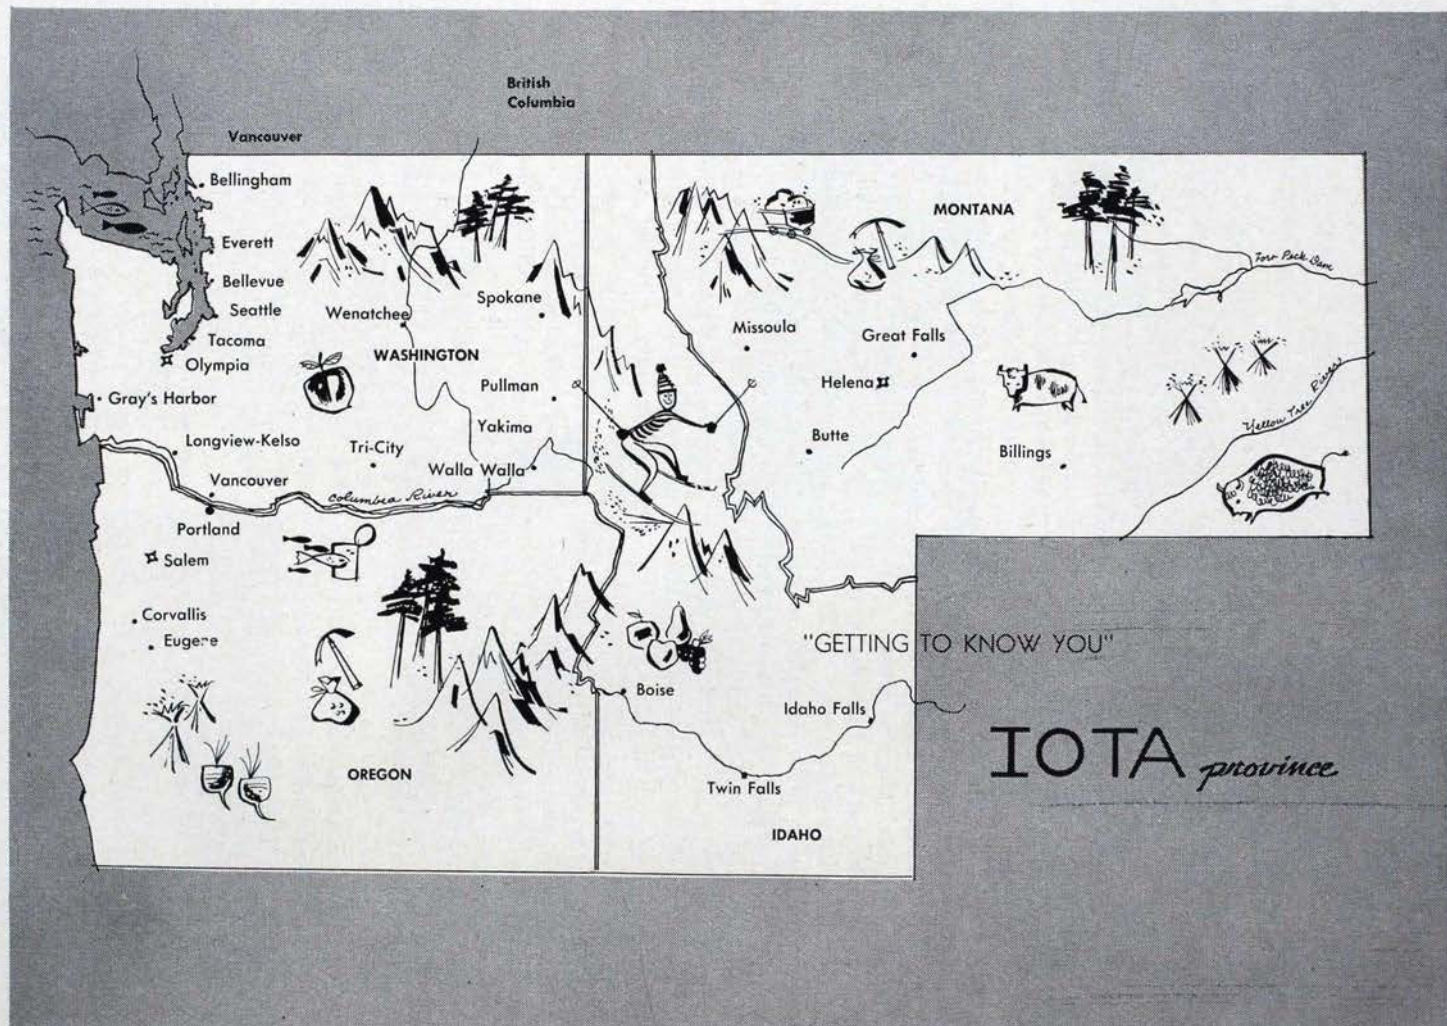 British
Columbia
Vancouver
Bellingham
Everett
Bellevue
Seattle
Tacoma
Olympia
Gray's Harbor
Longview-Kelso
Vancouver
Wenatchee
Spokane
WASHINGTON
Pullman
Yakima
Tri-City
Walla Walla
Columbia River
Portland
Salem
Corvallis
Eugene
OREGON
MONTANA
Missoula
Great Falls
Helena
Butte
Billings
Fort Peck Dam
Yellow Tree River
"GETTING TO KNOW YOU"
Boise
Idaho Falls
Twin Falls
IDAHO
IOTA province